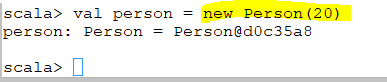 scala> val person = new Person(20)
person: Person = Person@d0c35a8
scala>